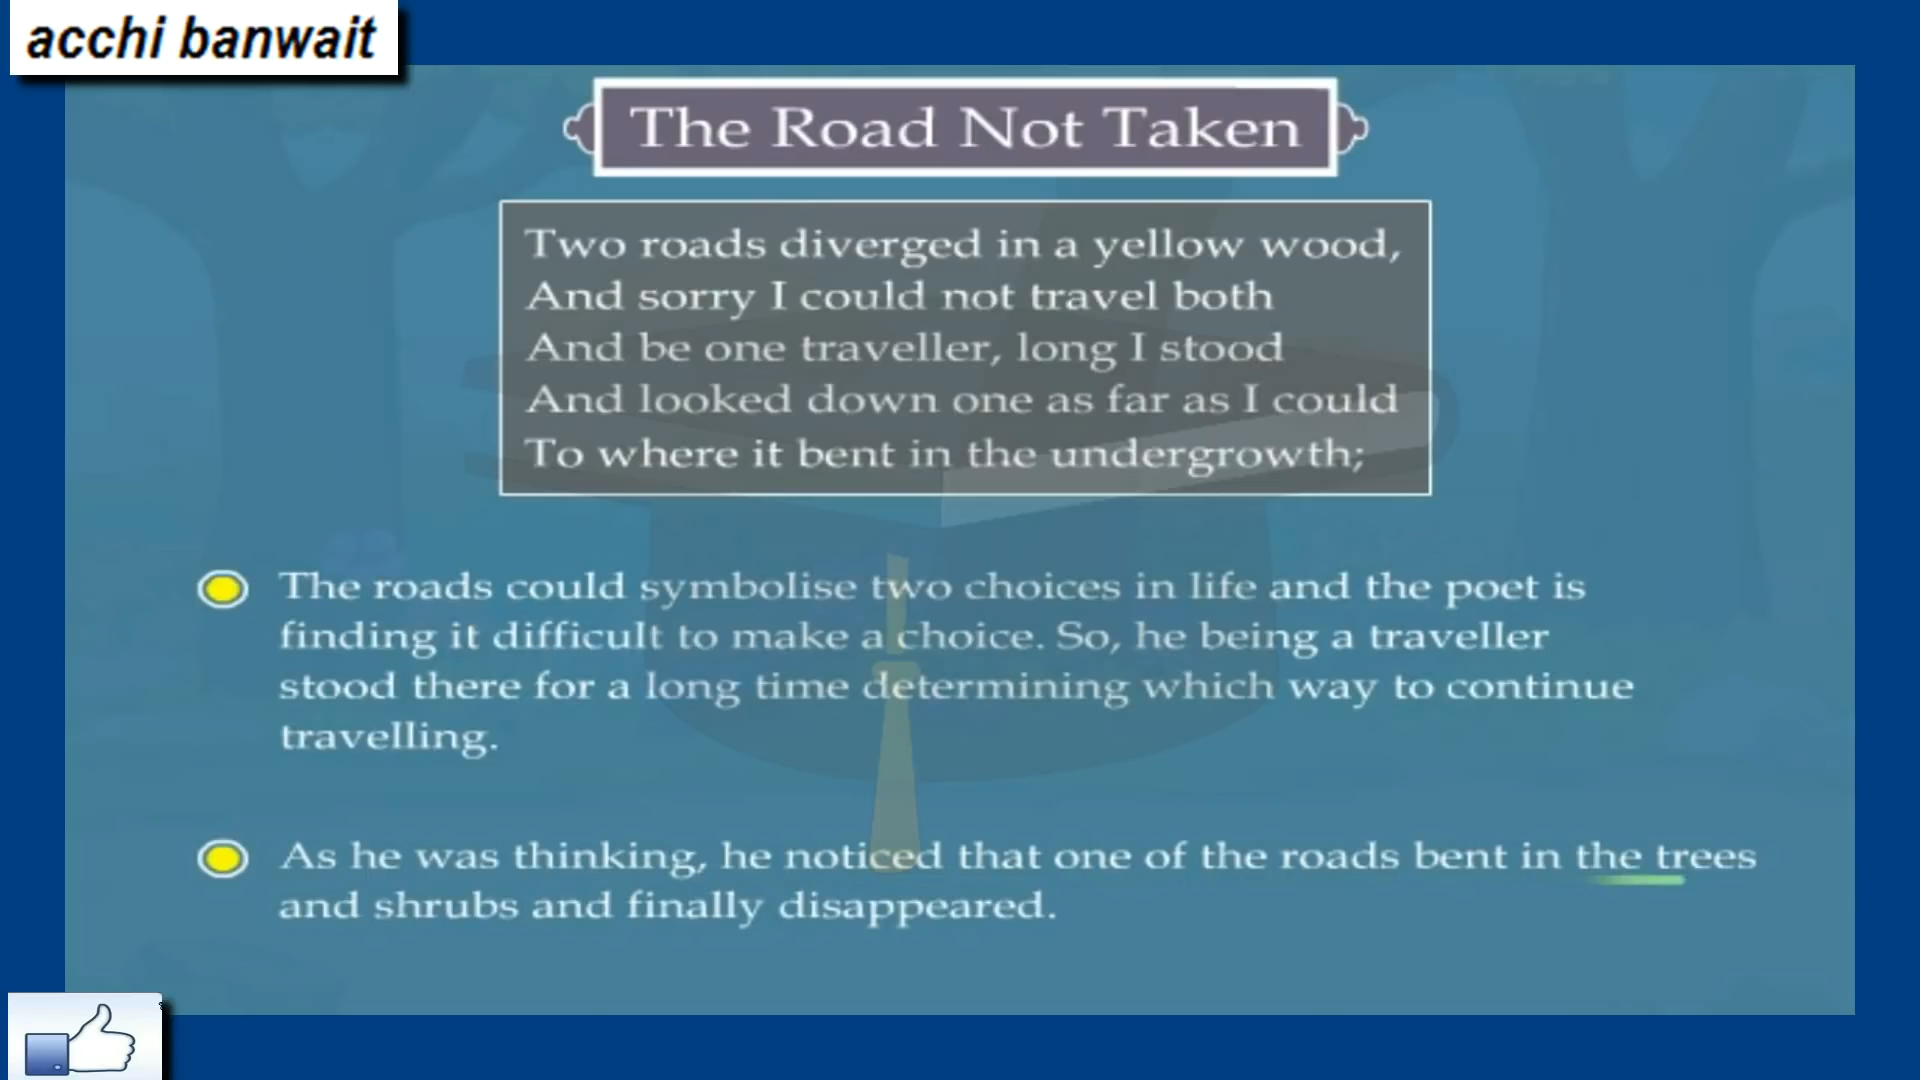 acchi banwait
The Road Not Taken
Two roads diverged in a yellow wood,
And sorry I could not travel both
And be one traveller, long I stood
And looked down one as far as I could
To where it bent in the undergrowth;
The roads could symbolise two choices in life and the poet is
finding it difficult to make a choice. So, he being a traveller
stood there for a long time determining which way to continue
travelling.
As he was thinking, he noticed that one of the roads bent in the trees
and shrubs and finally disappeared.